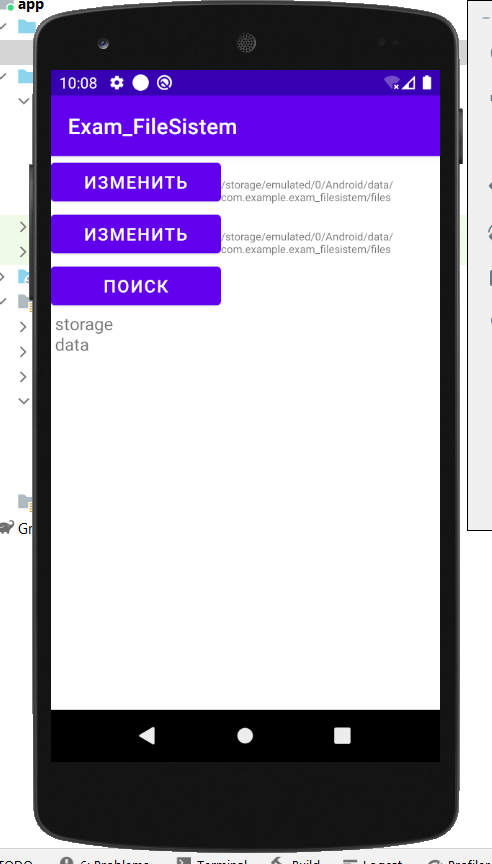 app
10:08
Exam_FileSistem
ИЗМЕНИТЬ
/storage/emulated/0/Android/data/
com.example.exam_filesistem/files
ИЗМЕНИТЬ
/storage/emulated/0/Android/data/
com.example.exam_filesistem/files
ПОИСК
storage
data
Gr
TODO 6: Problems Terminal Build Logcat Profiler